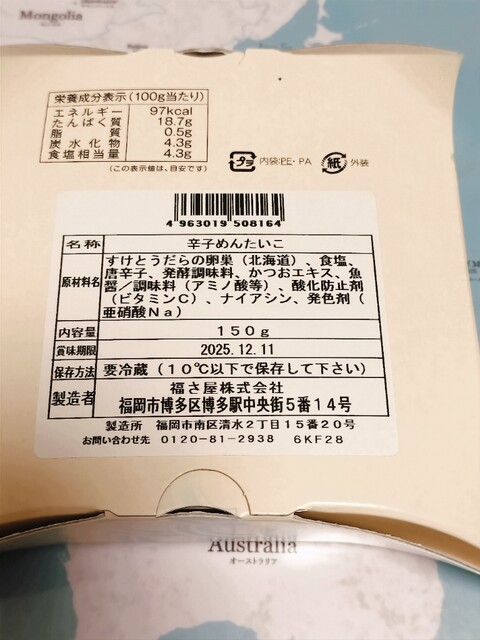 Mongolia
栄養成分表示(100g当たり)
エネルギー 97kcal
たんぱく質 18.7g
脂質 0.5g
炭水化物 4.3g
食塩相当量 4.3g
(この表示値は、目安です)
プラ 内袋:PE・PA 紙 外装
4 963019 508164
名称 辛子めんたいこ
原材料名 すけとうだらの卵巣(北海道)、食塩、
唐辛子、発酵調味料、かつおエキス、魚
醤/調味料(アミノ酸等)、酸化防止剤
(ビタミンC)、ナイアシン、発色剤(
亜硝酸Na)
内容量 150g
賞味期限 2025.12.11
保存方法 要冷蔵(10℃以下で保存して下さい)
製造者 福さ屋株式会社
福岡市博多区博多駅中央街5番14号
製造所 福岡市南区清水2丁目15番20号
お問い合わせ先 0120-81-2938 6KF28
Australia
オーストラリア